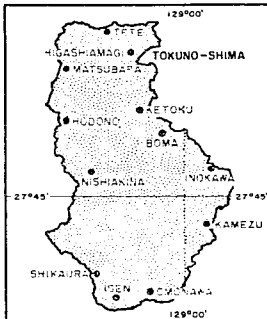 129°00'
TETE
HIGASHIAMAGI
TOKUNO-SHIMA
MATSUBARA
KETOKU
HODONO
BOMA
INOKAWA
NISHIAKINA
27°45'
27°45'
KAMEZU
SHIKAURA
ISEN
OMONAWA
129°00'